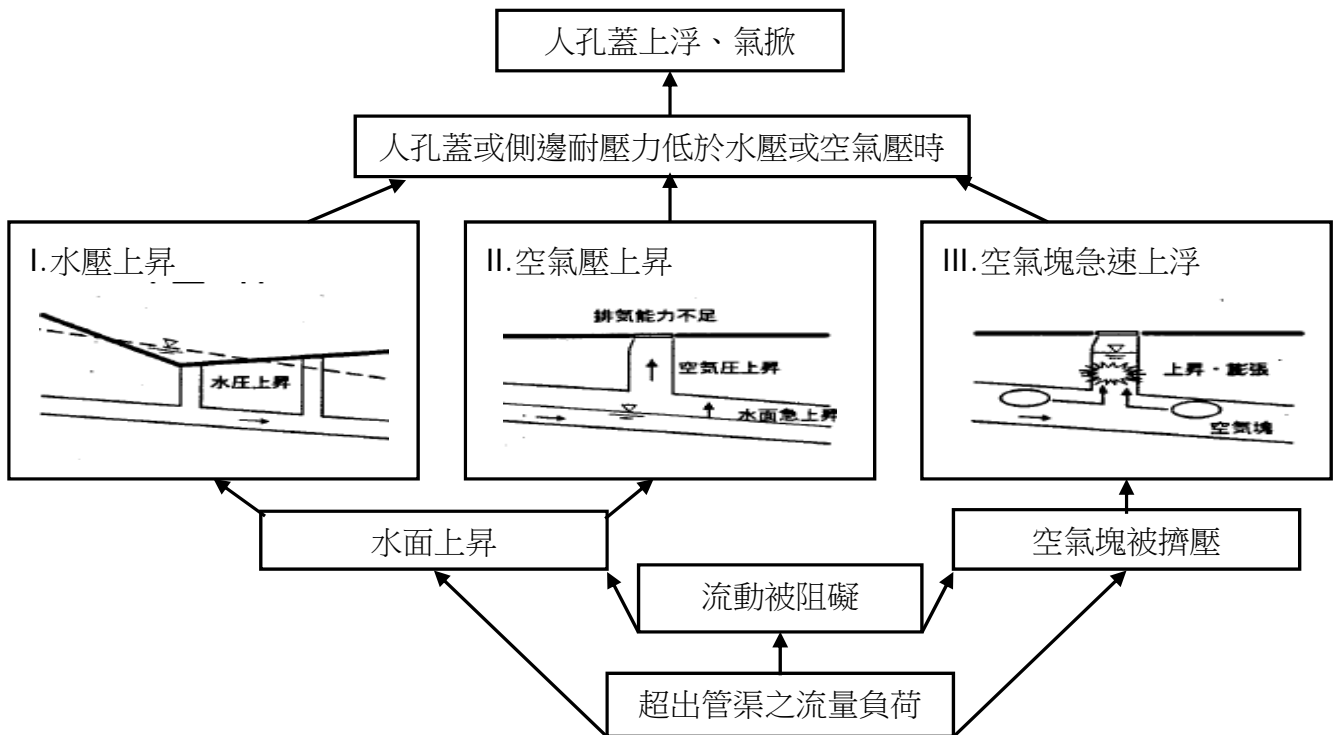 人孔蓋上浮、氣掀
人孔蓋或側邊耐壓力低於水壓或空氣壓時
I.水壓上昇
水圧上昇
II.空氣壓上昇
排気能力不足
空気圧上昇
水面急上昇
III.空氣塊急速上浮
上昇・膨張
空気塊
水面上昇
空氣塊被擠壓
流動被阻礙
超出管渠之流量負荷